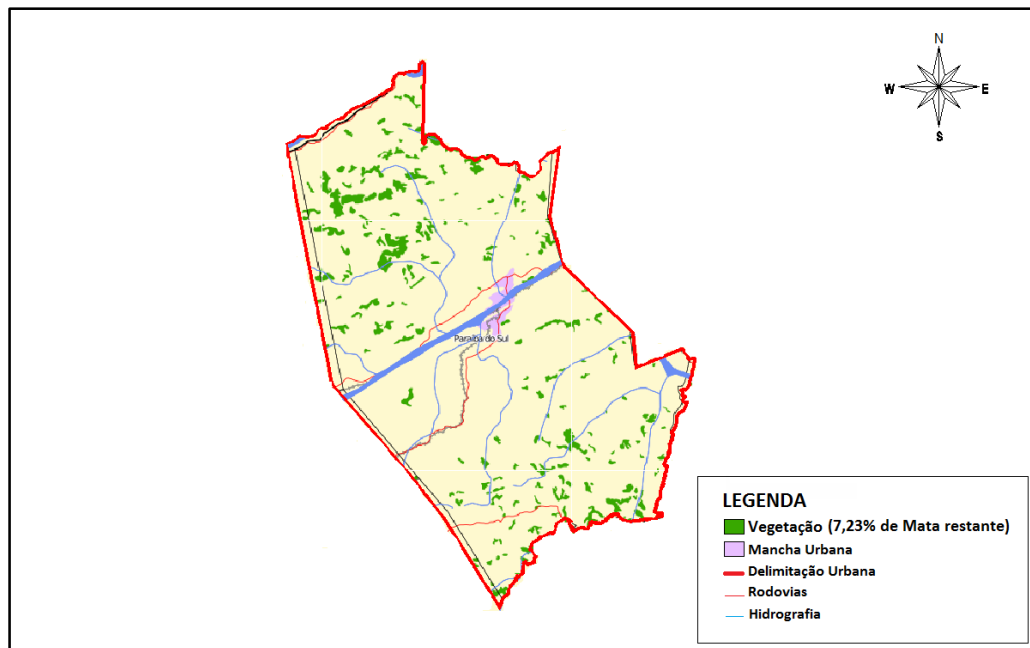 N
W
E
S
Paraíba do Sul
LEGENDA
Vegetação (7,23% de Mata restante)
Mancha Urbana
Delimitação Urbana
Rodovias
Hidrografia